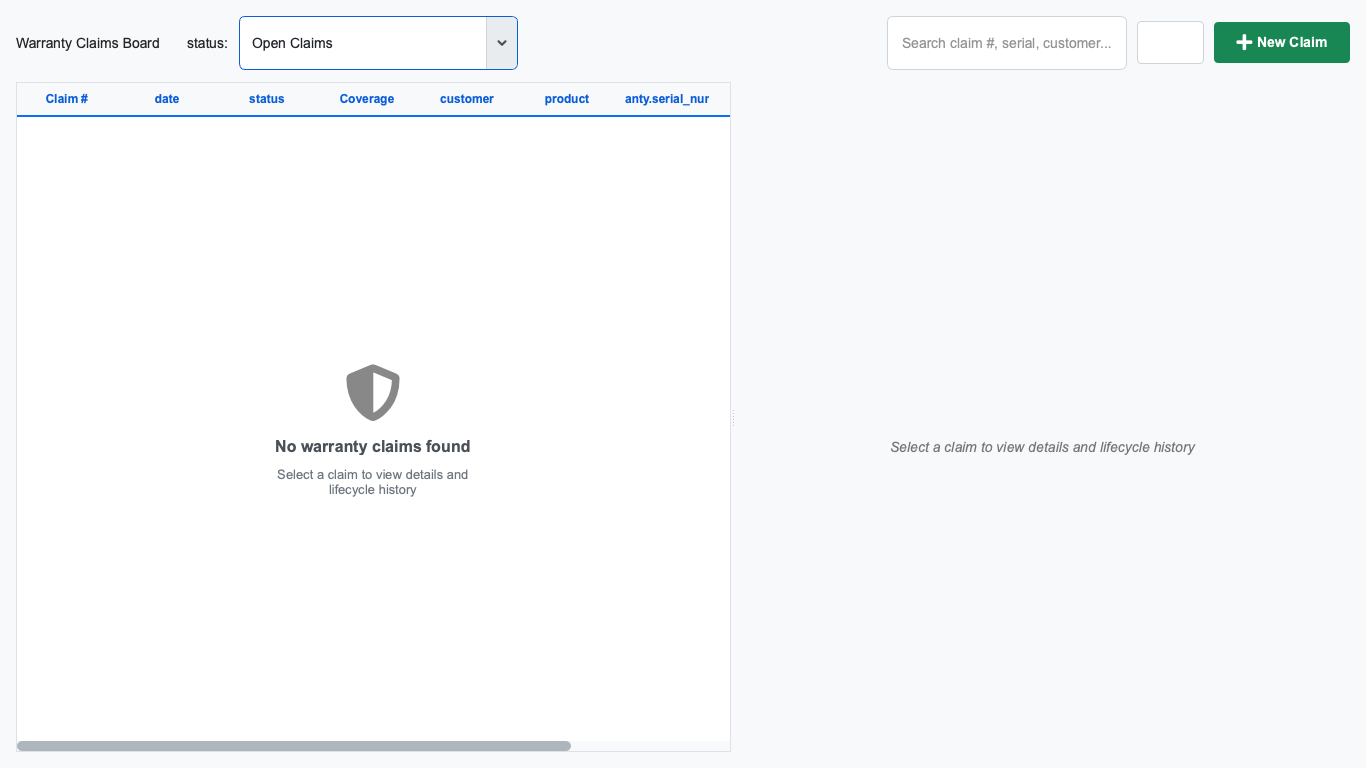 Warranty Claims Board
status:
Open Claims
Search claim #, serial, customer...
New Claim
Claim #
date
status
Coverage
customer
product
anty.serial_nur
No warranty claims found
Select a claim to view details and
lifecycle history
Select a claim to view details and lifecycle history